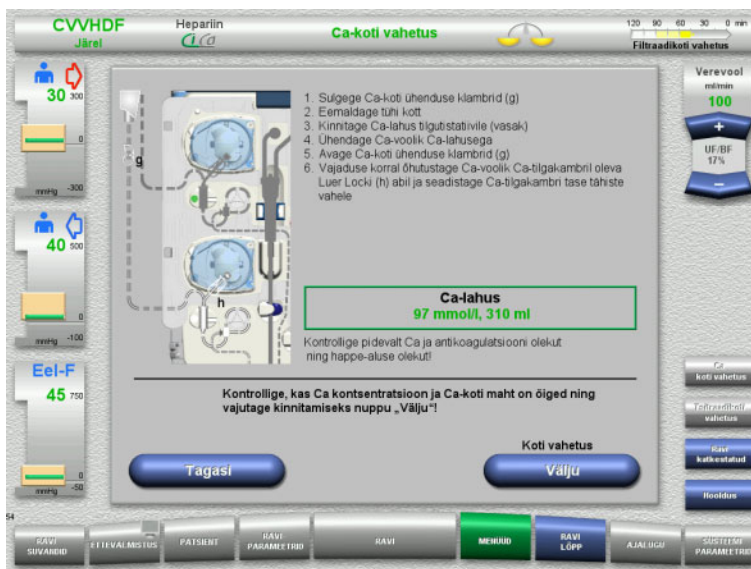 CVVHDF
Järel
Hepariin
CiCa
Ca-koti vahetus
120 90 60 30 0 min
Filtraadikoti vahetus
30 300
0
mmHg -300
40 500
0
mmHg -100
Eel-F
45 750
0
mmHg -50
1. Sulgege Ca-koti ühenduse klambrid (g)
2. Eemaldage tühi kott
3. Kinnitage Ca-lahus tilgutistatiivile (vasak)
4. Ühendage Ca-voolik Ca-lahusega
5. Avage Ca-koti ühenduse klambrid (g)
6. Vajaduse korral õhutustage Ca-voolik Ca-tilgakambril oleva
Luer Locki (h) abil ja seadistage Ca-tilgakambri tase tähiste
vahele
g
h
Ca-lahus
97 mmol/l, 310 ml
Kontrollige pidevalt Ca ja antikoagulatsiooni olekut
ning happe-aluse olekut!
Kontrollige, kas Ca kontsentratsioon ja Ca-koti maht on õiged ning
vajutage kinnitamiseks nuppu „Välju“!
Koti vahetus
Tagasi
Välju
Verevool
ml/min
100
+
UF/BF
17%
–
Ca
koti vahetus
vahetus
Ravi
katkestatud
Hooldus
54
RAVI
SUVANDID
ETTEVALMISTUS
PATSIENT
RAVI
PARAMEETRID
RAVI
MENÜÜD
RAVI
LÕPP
AJALUGU
SÜSTEEMI
PARAMEETRID